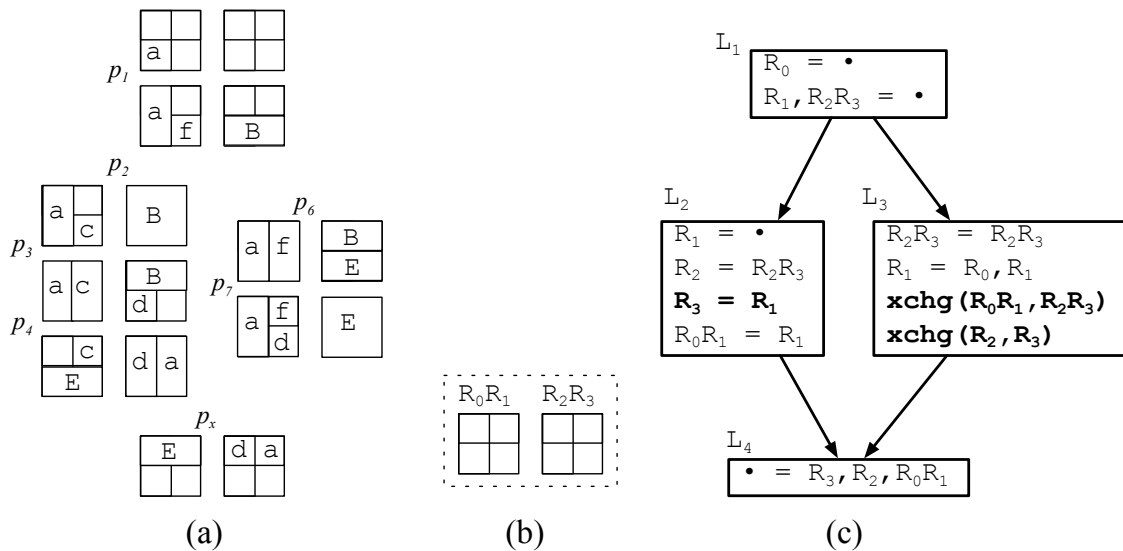 a
p1
a
f
B
p2
a
c
B
p3
a c
B
d
p4
c
E
d a
px
E
d a
(a)
p6
a f
B
E
p7
a
f
d
E
R0R1 R2R3
(b)
L1
R0 = •
R1,R2R3 = •
L2
R1 = •
R2 = R2R3
R3 = R1
R0R1 = R1
L3
R2R3 = R2R3
R1 = R0,R1
xchg(R0R1,R2R3)
xchg(R2,R3)
L4
• = R3,R2,R0R1
(c)